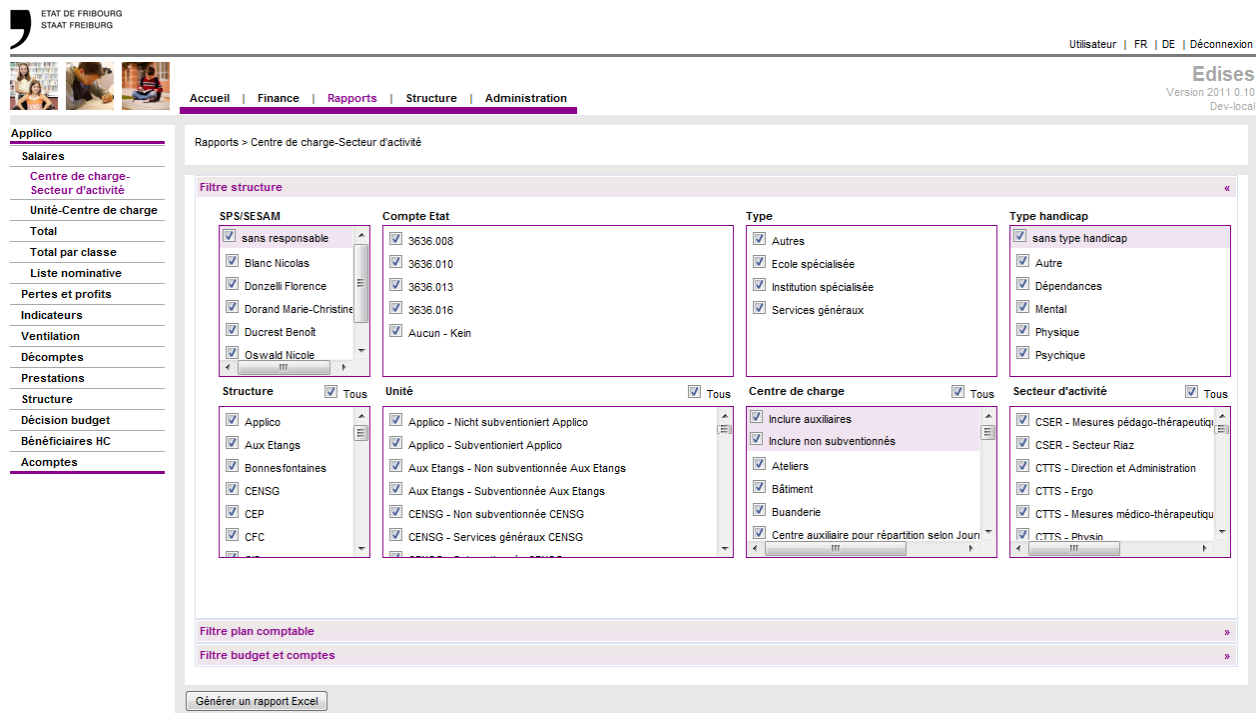 ETAT DE FRIBOURG
STAAT FREIBURG
Utilisateur | FR | DE | Déconnexion
Edises
Version 2011 0.10
Dev-local
Accueil | Finance | Rapports | Structure | Administration
Applico
Salaires
Centre de charge-
Secteur d'activité
Unité-Centre de charge
Total
Total par classe
Liste nominative
Pertes et profits
Indicateurs
Ventilation
Décomptes
Prestations
Structure
Décision budget
Bénéficiaires HC
Acomptes
Rapports > Centre de charge-Secteur d'activité
Filtre structure «
SPS/SESAM
sans responsable
Blanc Nicolas
Donzelli Florence
Dorand Marie-Christine
Ducrest Benoît
Oswald Nicole
Compte Etat
3636.008
3636.010
3636.013
3636.016
Aucun - Kein
Type
Autres
Ecole spécialisée
Institution spécialisée
Services généraux
Type handicap
sans type handicap
Autre
Dépendances
Mental
Physique
Psychique
Structure Tous
Applico
Aux Etangs
Bonnesfontaines
CENSG
CEP
CFC
Unité Tous
Applico - Nicht subventioniert Applico
Applico - Subventioniert Applico
Aux Etangs - Non subventionnée Aux Etangs
Aux Etangs - Subventionnée Aux Etangs
CENSG - Non subventionnée CENSG
CENSG - Services généraux CENSG
Centre de charge Tous
Inclure auxiliaires
Inclure non subventionnés
Ateliers
Bâtiment
Buanderie
Centre auxiliaire pour répartition selon Journ
Secteur d'activité Tous
CSER - Mesures pédago-thérapeutiqu
CSER - Secteur Riaz
CTTS - Direction et Administration
CTTS - Ergo
CTTS - Mesures médico-thérapeutiqu
CTTS - Physio
Filtre plan comptable »
Filtre budget et comptes »
Générer un rapport Excel